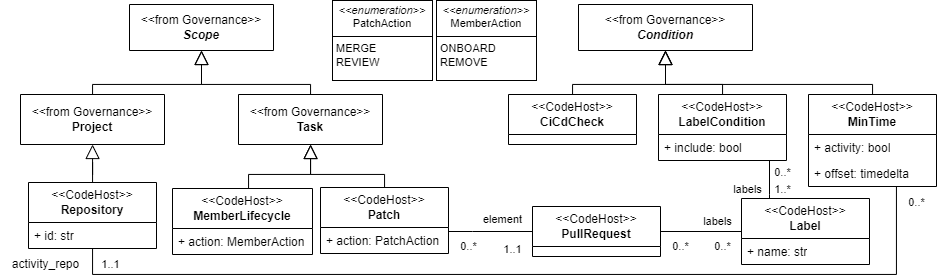 <<from Governance>>
Scope
<<enumeration>>
PatchAction
MERGE
REVIEW
<<enumeration>>
MemberAction
ONBOARD
REMOVE
<<from Governance>>
Condition
<<from Governance>>
Project
<<from Governance>>
Task
<<CodeHost>>
CiCdCheck
<<CodeHost>>
LabelCondition
+ include: bool
<<CodeHost>>
MinTime
+ activity: bool
+ offset: timedelta
<<CodeHost>>
Repository
+ id: str
<<CodeHost>>
MemberLifecycle
+ action: MemberAction
<<CodeHost>>
Patch
+ action: PatchAction
element
0..*
1..1
<<CodeHost>>
PullRequest
labels
0..*
0..*
0..*
labels
1..*
<<CodeHost>>
Label
+ name: str
0..*
activity_repo
1..1